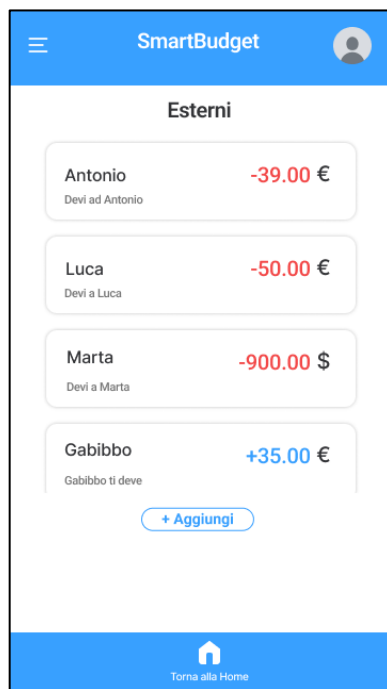 SmartBudget
Esterni
Antonio -39.00 €
Devi ad Antonio
Luca -50.00 €
Devi a Luca
Marta -900.00 $
Devi a Marta
Gabibbo +35.00 €
Gabibbo ti deve
+ Aggiungi
Torna alla Home